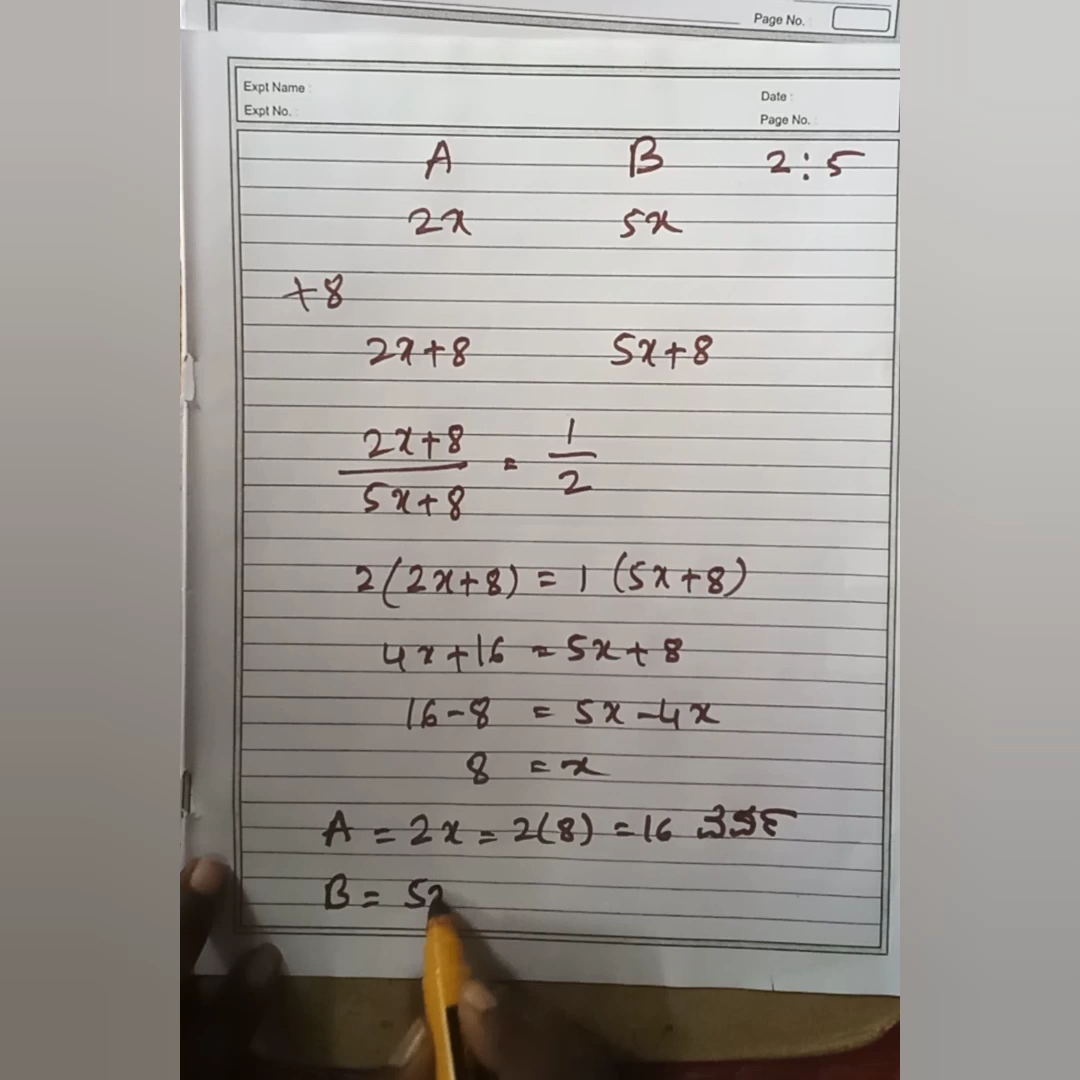 Page No.
Expt Name :
Date :
Expt No. :
Page No. :
A B 2:5
2x 5x
+8
2x+8 5x+8
2x+8 / 5x+8 = 1 / 2
2(2x+8) = 1 (5x+8)
4x+16 = 5x+8
16-8 = 5x-4x
8 = x
A = 2x = 2(8) = 16
B = 5x